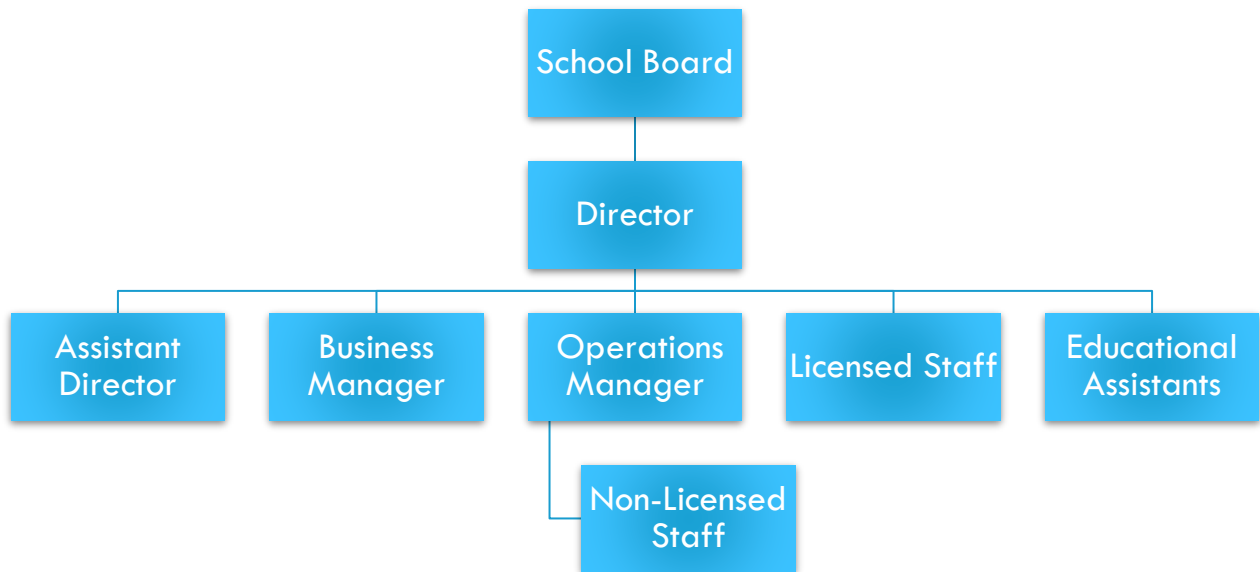 School Board
Director
Assistant
Director
Business
Manager
Operations
Manager
Licensed Staff
Educational
Assistants
Non-Licensed
Staff